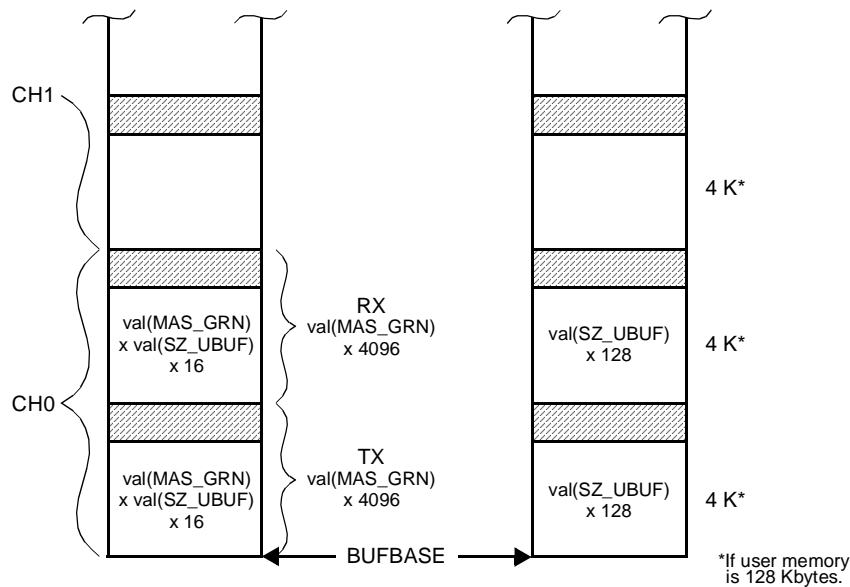 CH1
4 K*
val(MAS_GRN)
x val(SZ_UBUF)
x 16
RX
val(MAS_GRN)
x 4096
val(SZ_UBUF)
x 128
4 K*
CH0
val(MAS_GRN)
x val(SZ_UBUF)
x 16
TX
val(MAS_GRN)
x 4096
val(SZ_UBUF)
x 128
4 K*
BUFBASE
*If user memory
is 128 Kbytes.